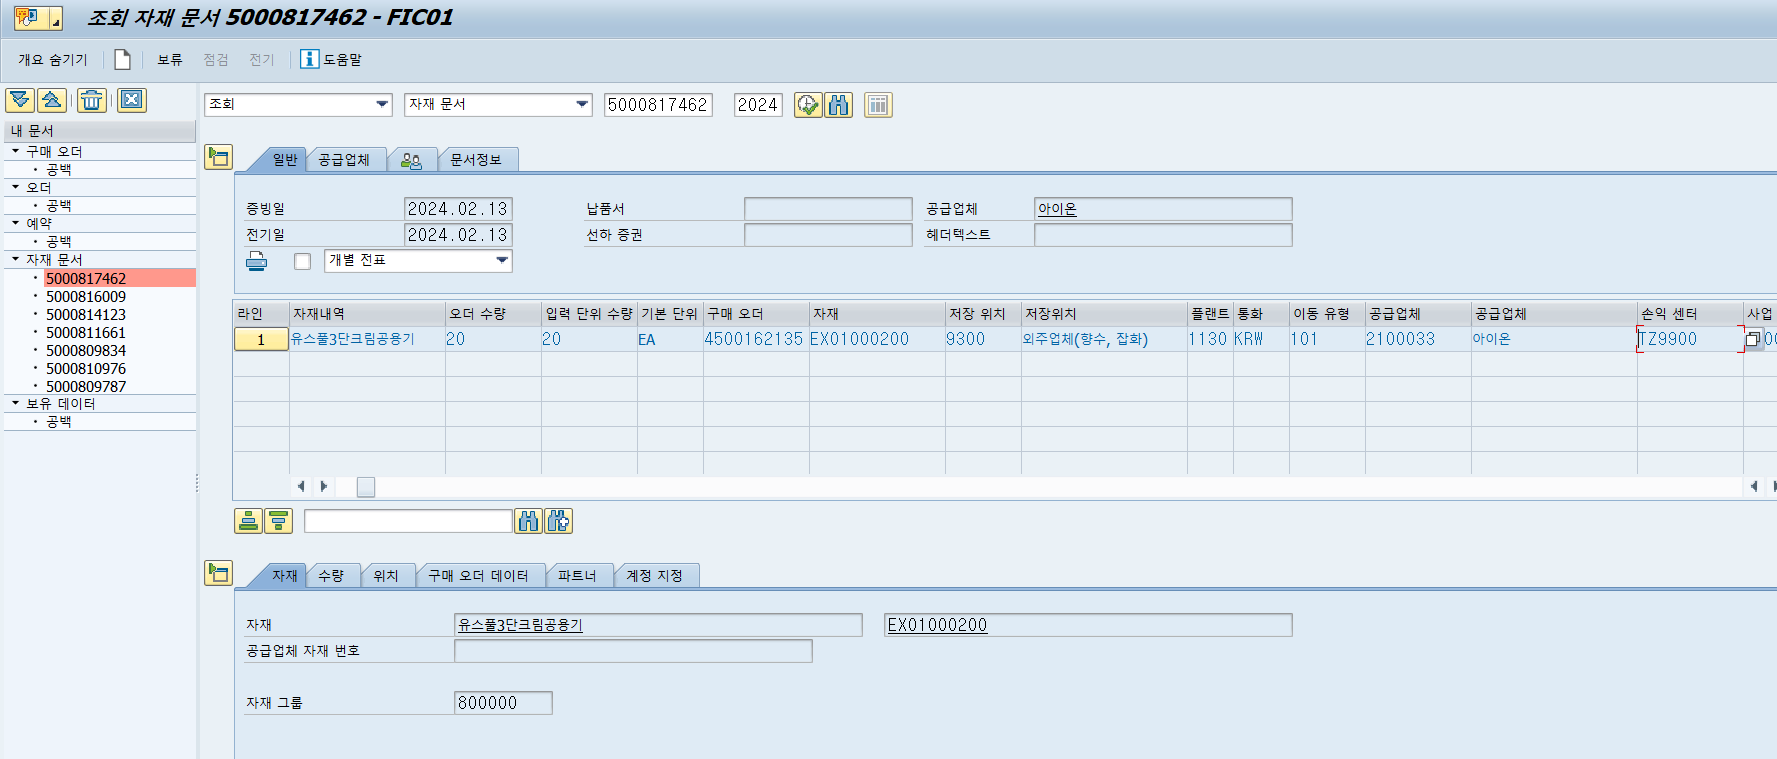 조회 자재 문서 5000817462 - FIC01
개요 숨기기 보류 점검 전기 도움말
조회 자재 문서 5000817462 2024
내 문서
구매 오더
공백
오더
공백
예약
공백
자재 문서
5000817462
5000816009
5000814123
5000811661
5000809834
5000810976
5000809787
보유 데이터
공백
일반 공급업체 문서정보
증빙일 2024.02.13 납품서 공급업체 아이온
전기일 2024.02.13 선하 증권 헤더텍스트
개별 전표
라인 자재내역 오더 수량 입력 단위 수량 기본 단위 구매 오더 자재 저장 위치 저장위치 플랜트 통화 이동 유형 공급업체 공급업체 손익 센터 사업
1 유스풀3단크림공용기 20 20 EA 4500162135 EX01000200 9300 외주업체(향수, 잡화) 1130 KRW 101 2100033 아이온 TZ9900
자재 수량 위치 구매 오더 데이터 파트너 계정 지정
자재 유스풀3단크림공용기 EX01000200
공급업체 자재 번호
자재 그룹 800000